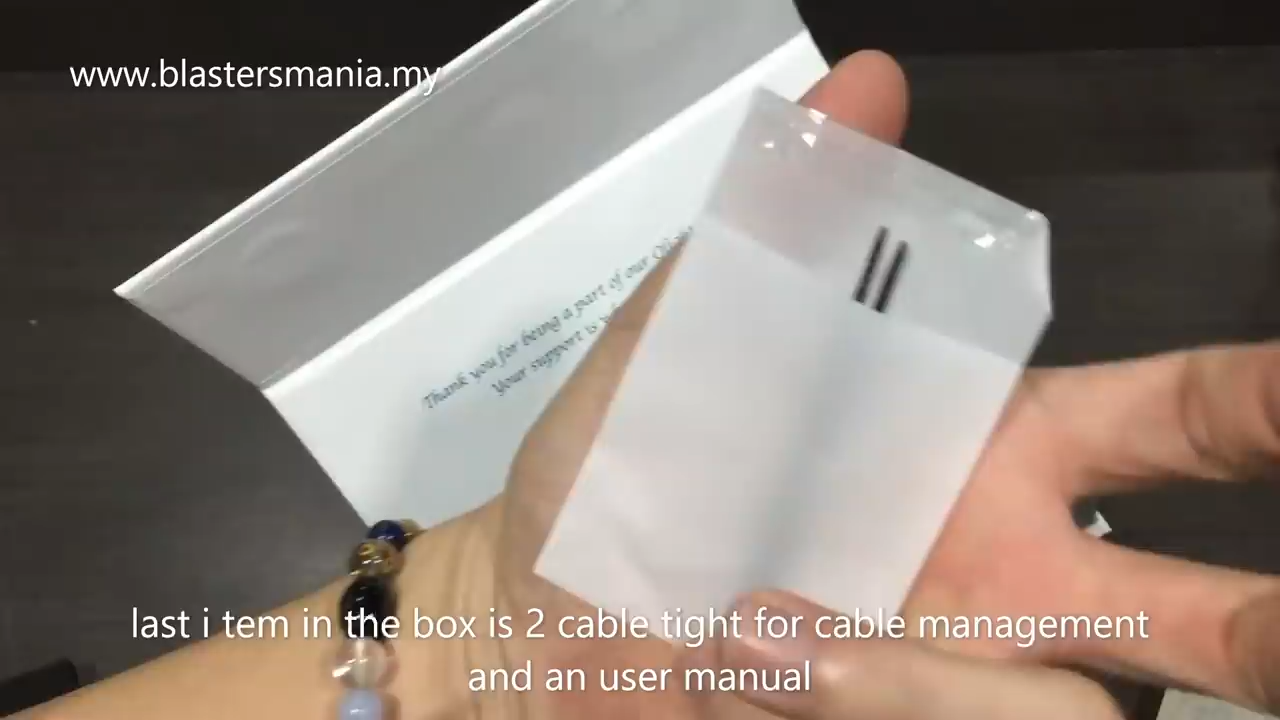 www.blastersmania.my
Thank you for being a part of our
Your support is
last i tem in the box is 2 cable tight for cable management
and an user manual